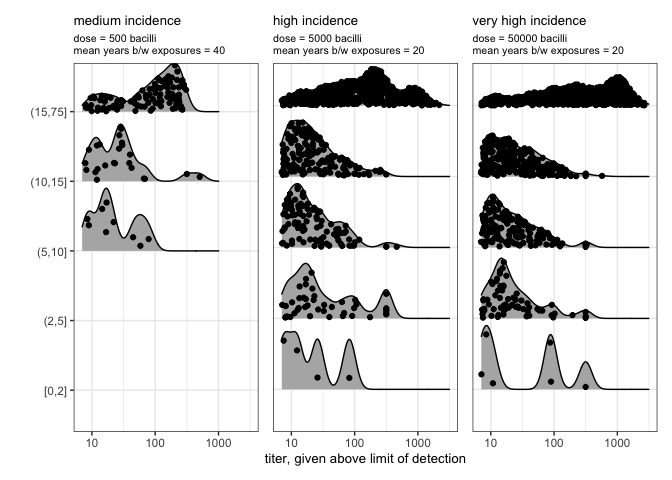 medium incidence
dose = 500 bacilli
mean years b/w exposures = 40
high incidence
dose = 5000 bacilli
mean years b/w exposures = 20
very high incidence
dose = 50000 bacilli
mean years b/w exposures = 20
(15,75]
(10,15]
(5,10]
(2,5]
[0,2]
10 100 1000
10 100 1000
10 100 1000
titer, given above limit of detection